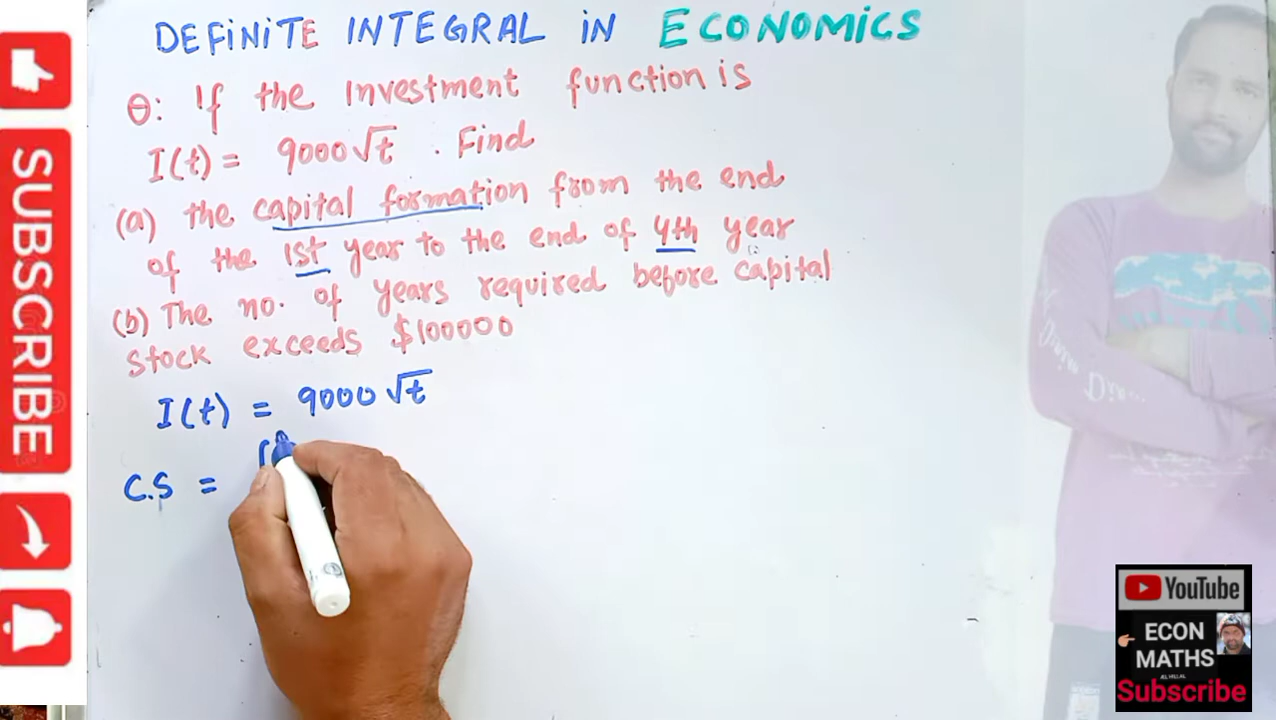 DEFINITE INTEGRAL IN ECONOMICS
Q: If the Investment function is
I(t) = 9000√t . Find
(a) the capital formation from the end
of the 1st year to the end of 4th year
(b) The no. of years required before capital
stock exceeds $100000
I(t) = 9000√t
C.S = ∫
SUBSCRIBE
YouTube
ECON
MATHS
Subscribe